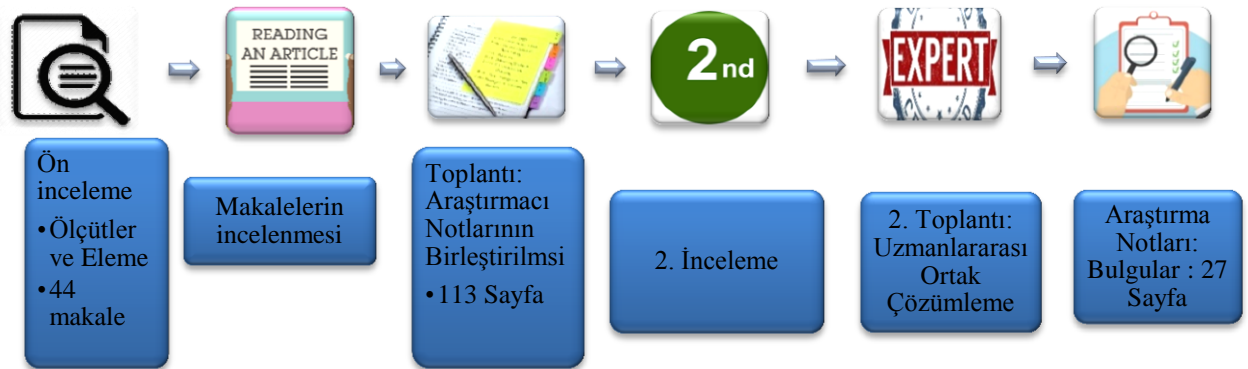 READING
AN ARTICLE
2nd
EXPERT
Ön
inceleme
•Ölçütler
ve Eleme
•44
makale
Makalelerin
incelenmesi
Toplantı:
Araştırmacı
Notlarının
Birleştirilmsi
•113 Sayfa
2. İnceleme
2. Toplantı:
Uzmanlararası
Ortak
Çözümleme
Araştırma
Notları:
Bulgular : 27
Sayfa